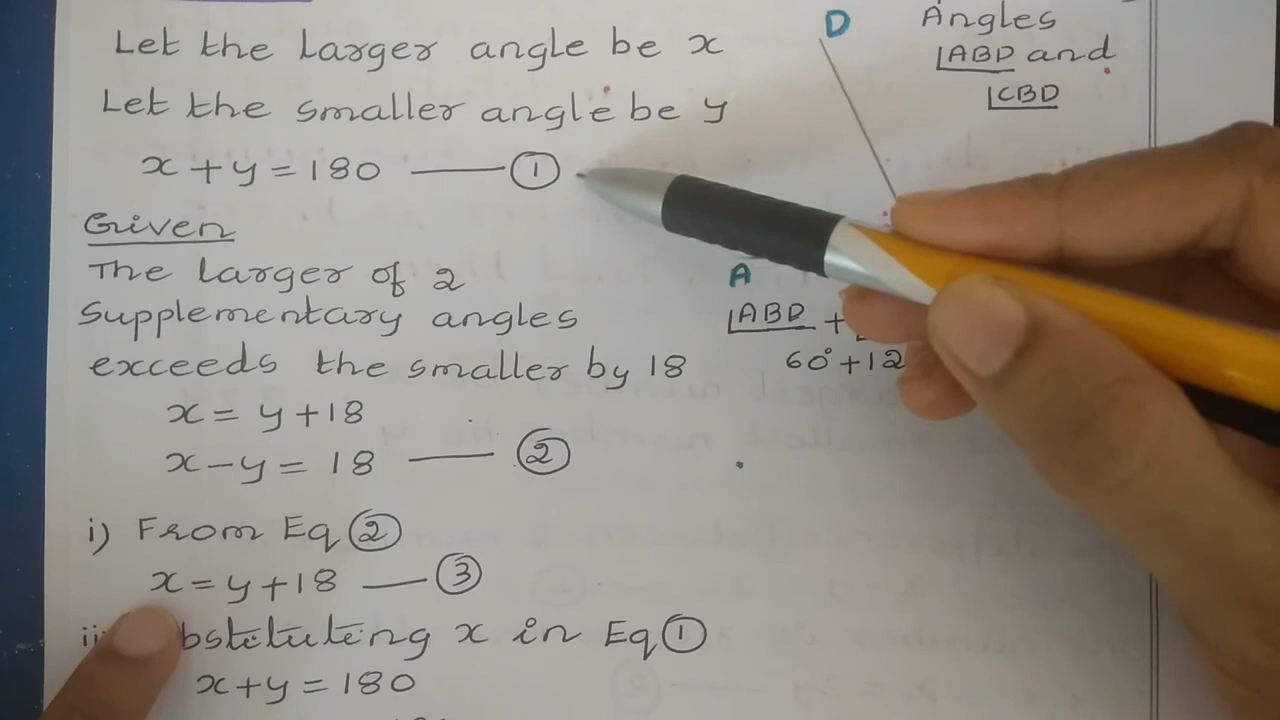 Let the larger angle be x
Let the smaller angle be y
x + y = 180 —— ①
Given
The larger of 2
Supplementary angles
exceeds the smaller by 18
x = y + 18
x – y = 18 —— ②
i) From Eq ②
x = y + 18 —— ③
x in Eq ①
x + y = 180
D
Angles
∠ABD and
∠CBD
A
∠ABD +
60° + 12